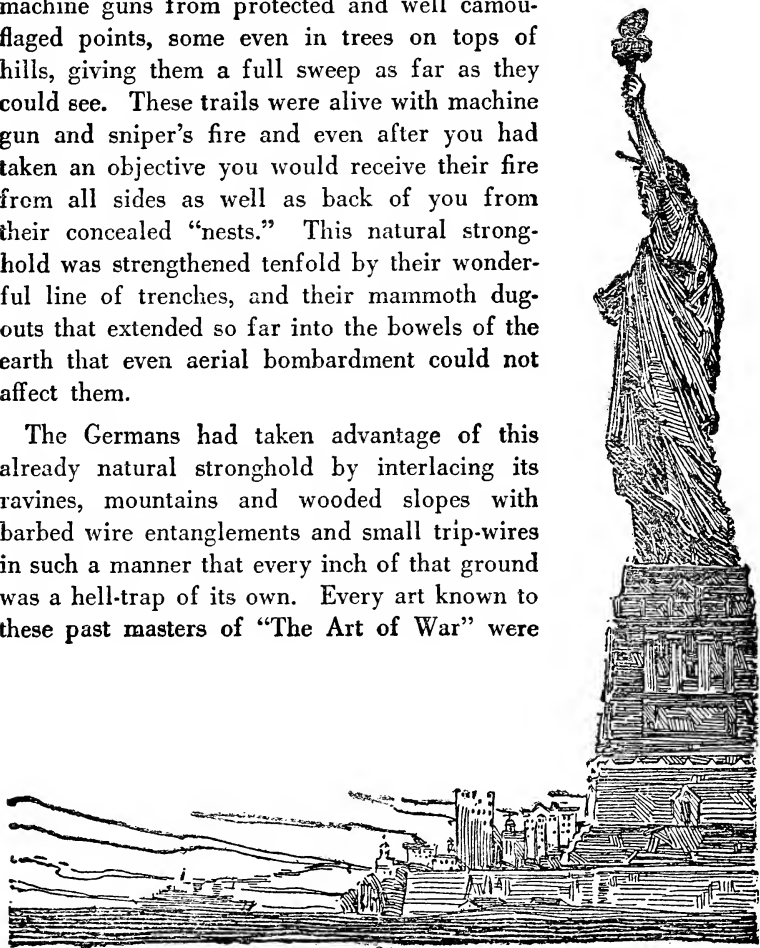 machine guns from protected and well camou-
flaged points, some even in trees on tops of
hills, giving them a full sweep as far as they
could see. These trails were alive with machine
gun and sniper's fire and even after you had
taken an objective you would receive their fire
from all sides as well as back of you from
their concealed “nests.” This natural strong-
hold was strengthened tenfold by their wonder-
ful line of trenches, and their mammoth dug-
outs that extended so far into the bowels of the
earth that even aerial bombardment could not
affect them.
The Germans had taken advantage of this
already natural stronghold by interlacing its
ravines, mountains and wooded slopes with
barbed wire entanglements and small trip-wires
in such a manner that every inch of that ground
was a hell-trap of its own. Every art known to
these past masters of “The Art of War” were